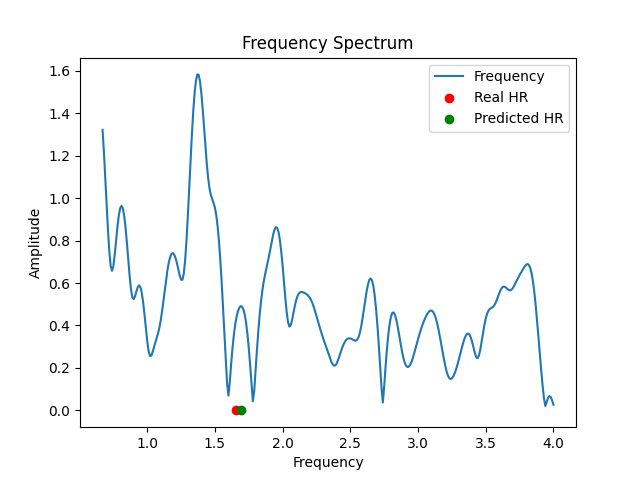 Frequency Spectrum
Frequency
Real HR
Predicted HR
Amplitude
1.6
1.4
1.2
1.0
0.8
0.6
0.4
0.2
0.0
1.0 1.5 2.0 2.5 3.0 3.5 4.0
Frequency